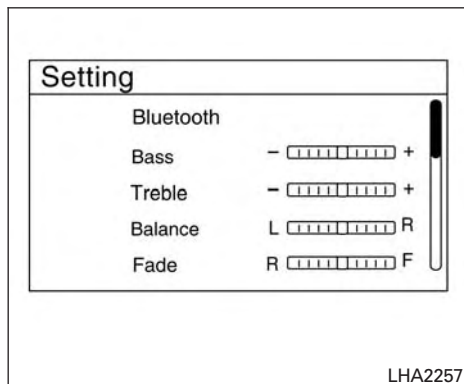 Setting
Bluetooth
Bass - +
Treble - +
Balance L R
Fade R F
LHA2257